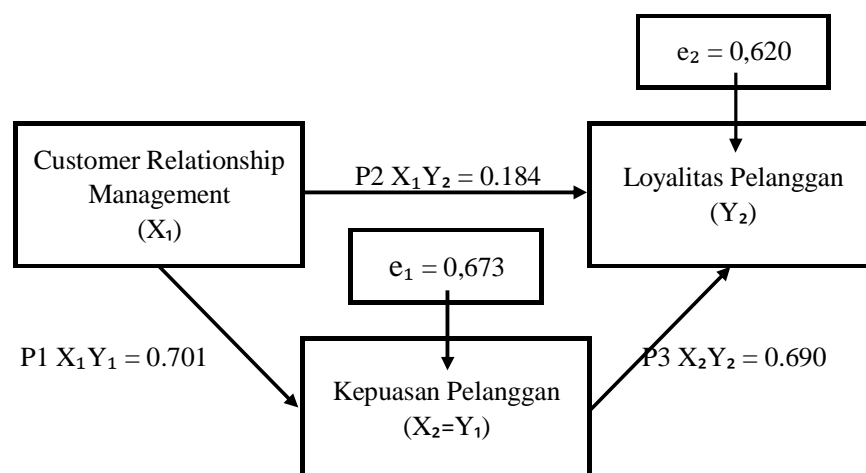 e₂ = 0,620
Customer Relationship
Management
(X₁)
P2 X₁Y₂ = 0.184
Loyalitas Pelanggan
(Y₂)
e₁ = 0,673
P1 X₁Y₁ = 0.701
P3 X₂Y₂ = 0.690
Kepuasan Pelanggan
(X₂=Y₁)